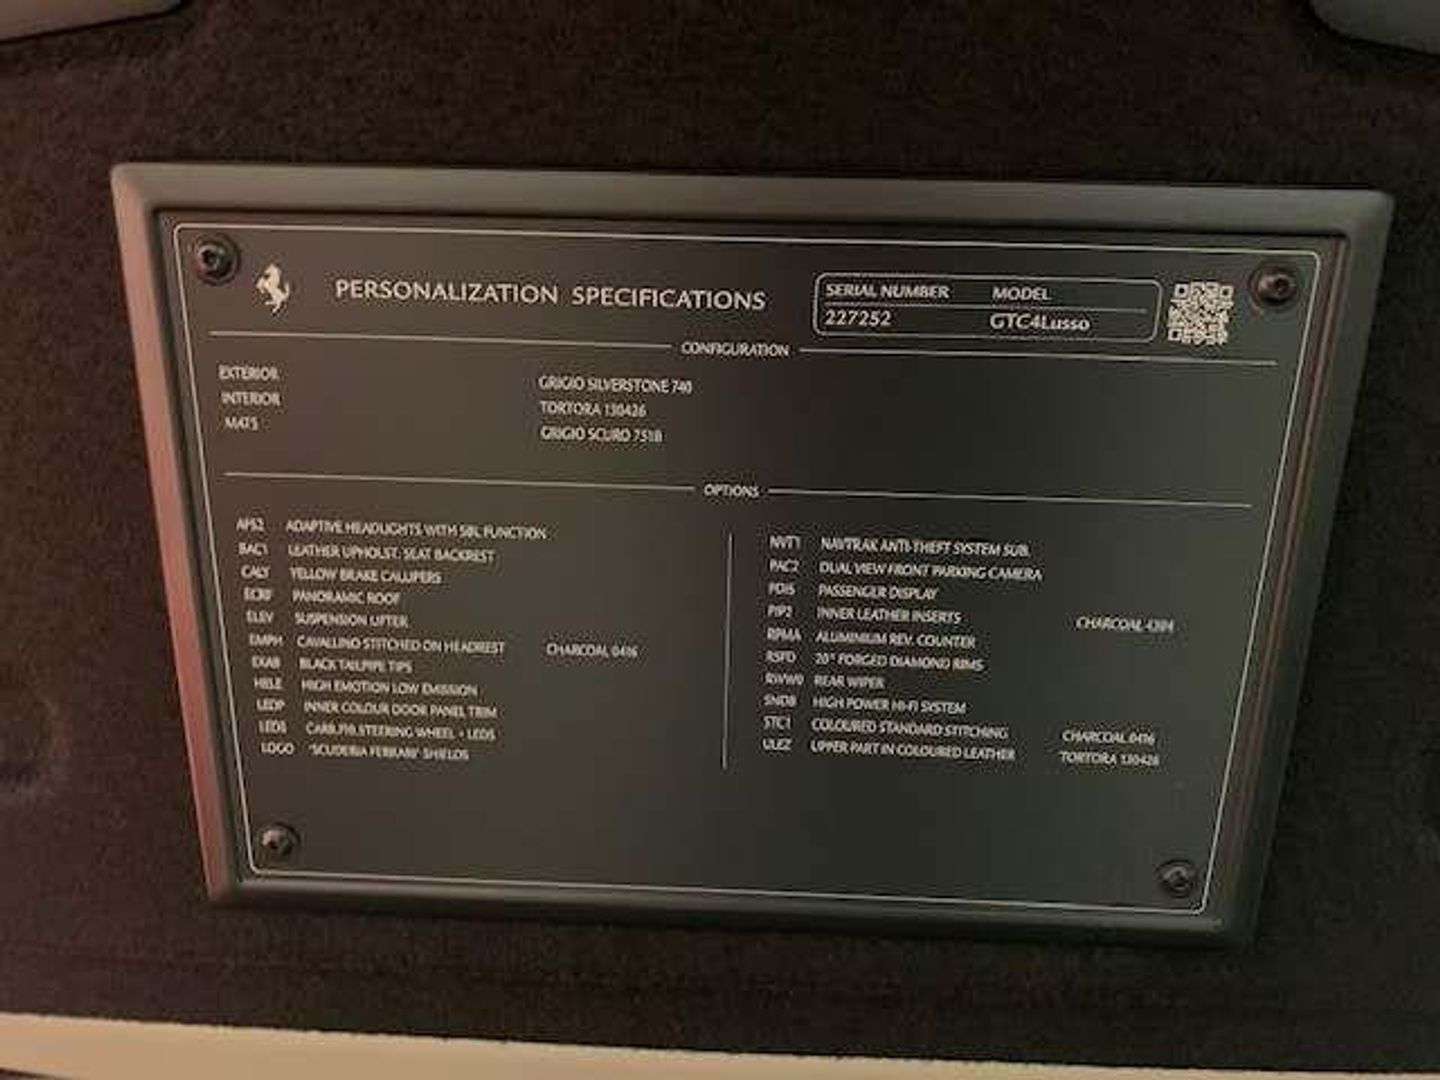 PERSONALIZATION SPECIFICATIONS
SERIAL NUMBER MODEL
227252 GTC4Lusso
CONFIGURATION
EXTERIOR GRIGIO SILVERSTONE 740
INTERIOR TORTORA 130426
MATS GRIGIO SCURO 751B
OPTIONS
AFS2 ADAPTIVE HEADLIGHTS WITH SBL FUNCTION
BAC1 LEATHER UPHOLST. SEAT BACKREST
CALY YELLOW BRAKE CALLIPERS
ECRF PANORAMIC ROOF
ELEV SUSPENSION LIFTER
EMPH CAVALLINO STITCHED ON HEADREST CHARCOAL 0416
EXAB BLACK TAILPIPE TIPS
HELE HIGH EMOTION LOW EMISSION
LEDP INNER COLOUR DOOR PANEL TRIM
LEDS STEERING WHEEL + LEDS
LOGO 'SCUDERIA FERRARI' SHIELDS
NVT1 NAVTRAK ANTI-THEFT SYSTEM SUB.
PAC2 DUAL VIEW FRONT PARKING CAMERA
PDIS PASSENGER DISPLAY
PIP2 INNER LEATHER INSERTS CHARCOAL 4304
RPMA ALUMINIUM REV. COUNTER
RSFD 20" FORGED DIAMOND RIMS
RWW0 REAR WIPER
SND8 HIGH POWER HI-FI SYSTEM
STC1 COLOURED STANDARD STITCHING CHARCOAL 0416
ULEZ UPPER PART IN COLOURED LEATHER TORTORA 130426